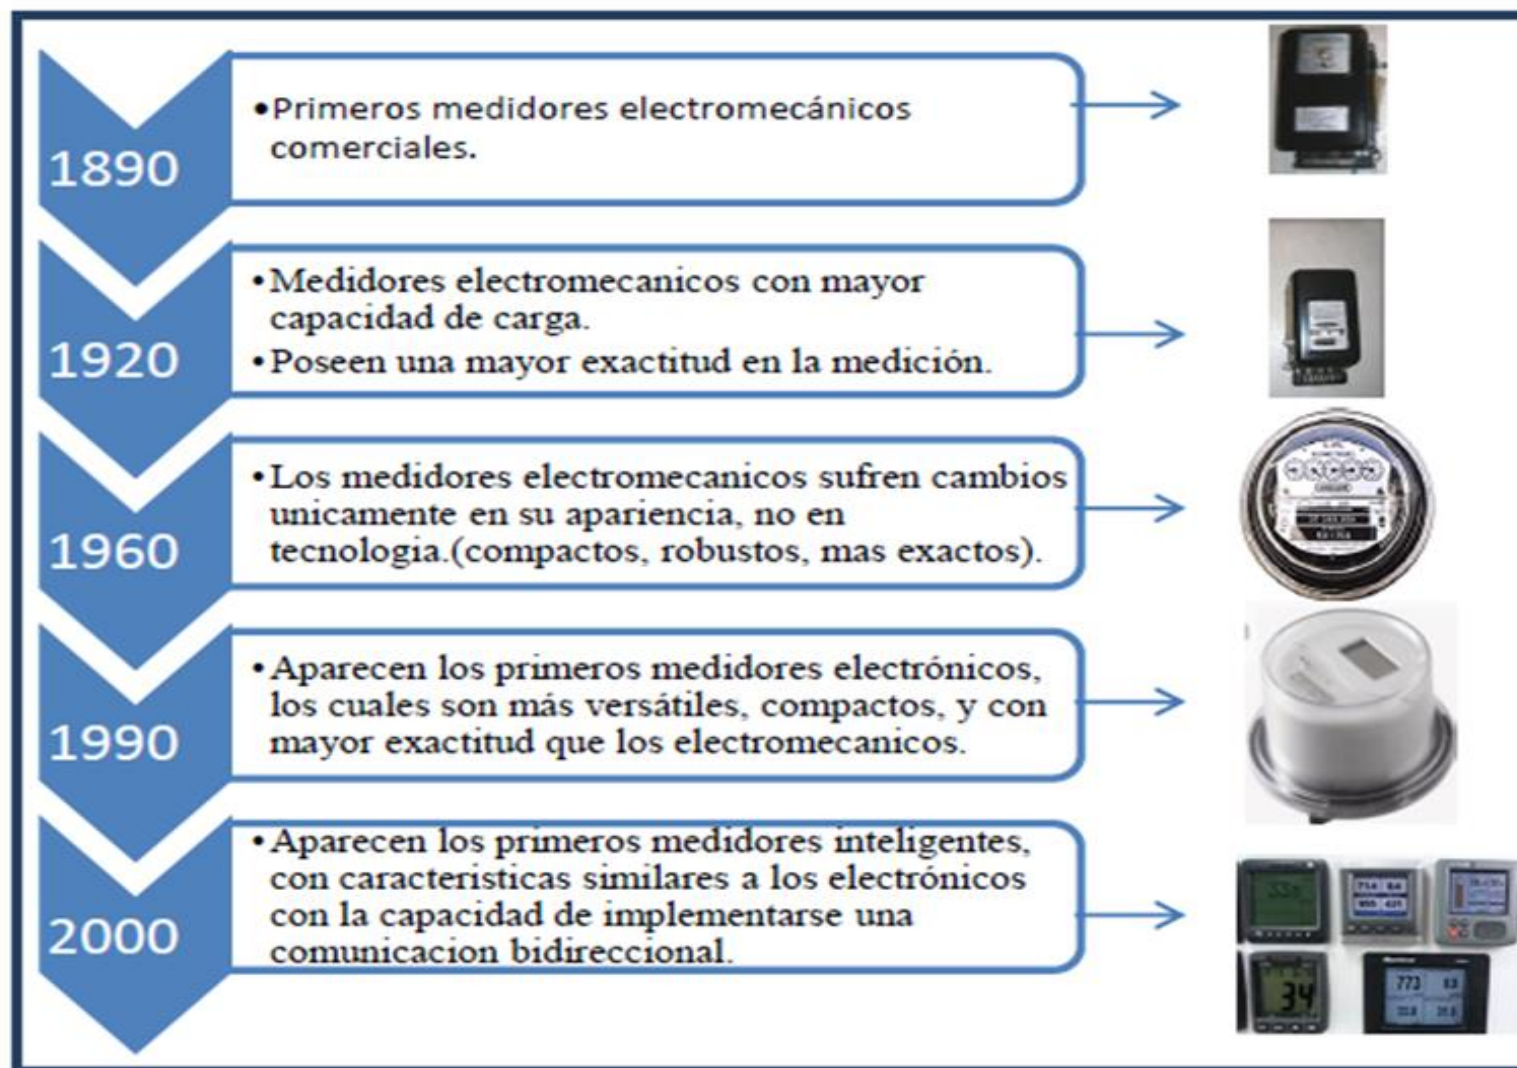 1890
•Primeros medidores electromecánicos
comerciales.
1920
•Medidores electromecanicos con mayor
capacidad de carga.
•Poseen una mayor exactitud en la medición.
1960
•Los medidores electromecanicos sufren cambios
unicamente en su apariencia, no en
tecnologia.(compactos, robustos, mas exactos).
1990
•Aparecen los primeros medidores electrónicos,
los cuales son más versátiles, compactos, y con
mayor exactitud que los electromecanicos.
2000
•Aparecen los primeros medidores inteligentes,
con caracteristicas similares a los electrónicos
con la capacidad de implementarse una
comunicacion bidireccional.
34
773